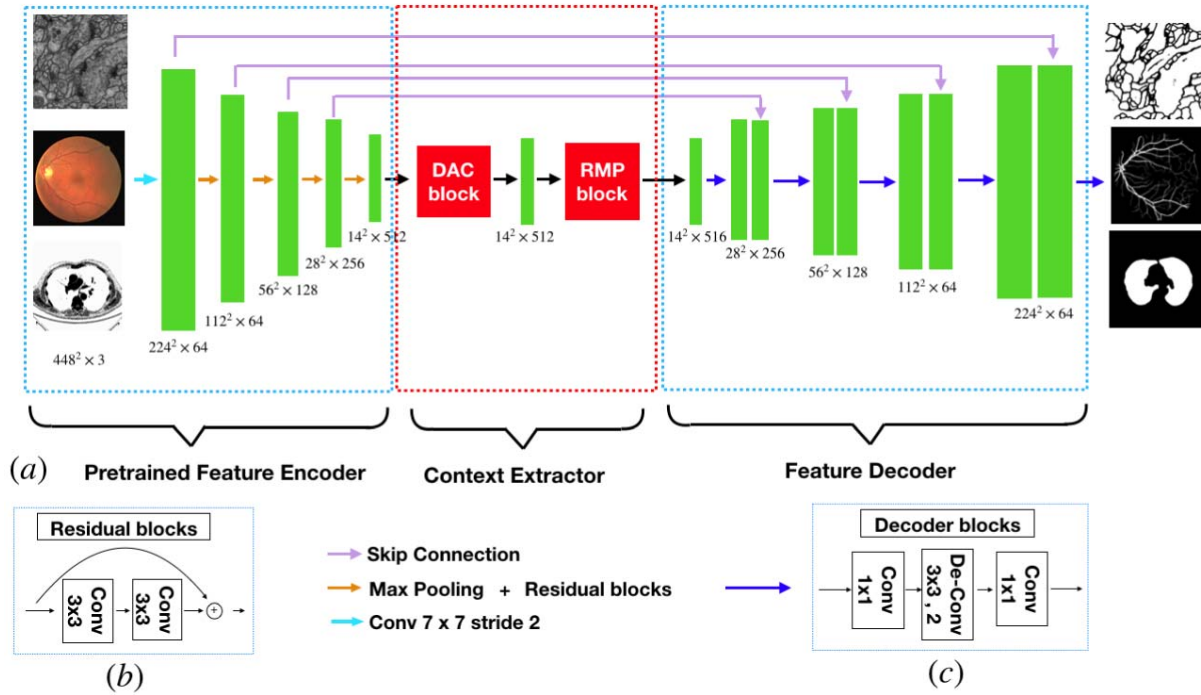 DAC
block
RMP
block
14² × 512
14² × 512
14² × 516
28² × 256
28² × 256
56² × 128
56² × 128
112² × 64
112² × 64
224² × 64
224² × 64
448² × 3
(a)
Pretrained Feature Encoder
Context Extractor
Feature Decoder
Residual blocks
Conv
3x3
Conv
3x3
+
(b)
Skip Connection
Max Pooling + Residual blocks
Conv 7 x 7 stride 2
Decoder blocks
Conv
1x1
De-Conv
3x3 , 2
Conv
1x1
(c)